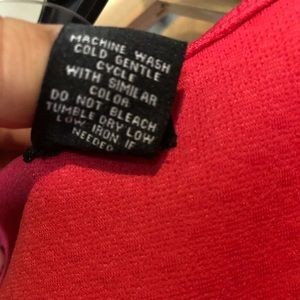 MACHINE WASH
COLD GENTLE
CYCLE
WITH SIMILAR
COLOR
DO NOT BLEACH
TUMBLE DRY LOW
LOW IRON IF
NEEDED